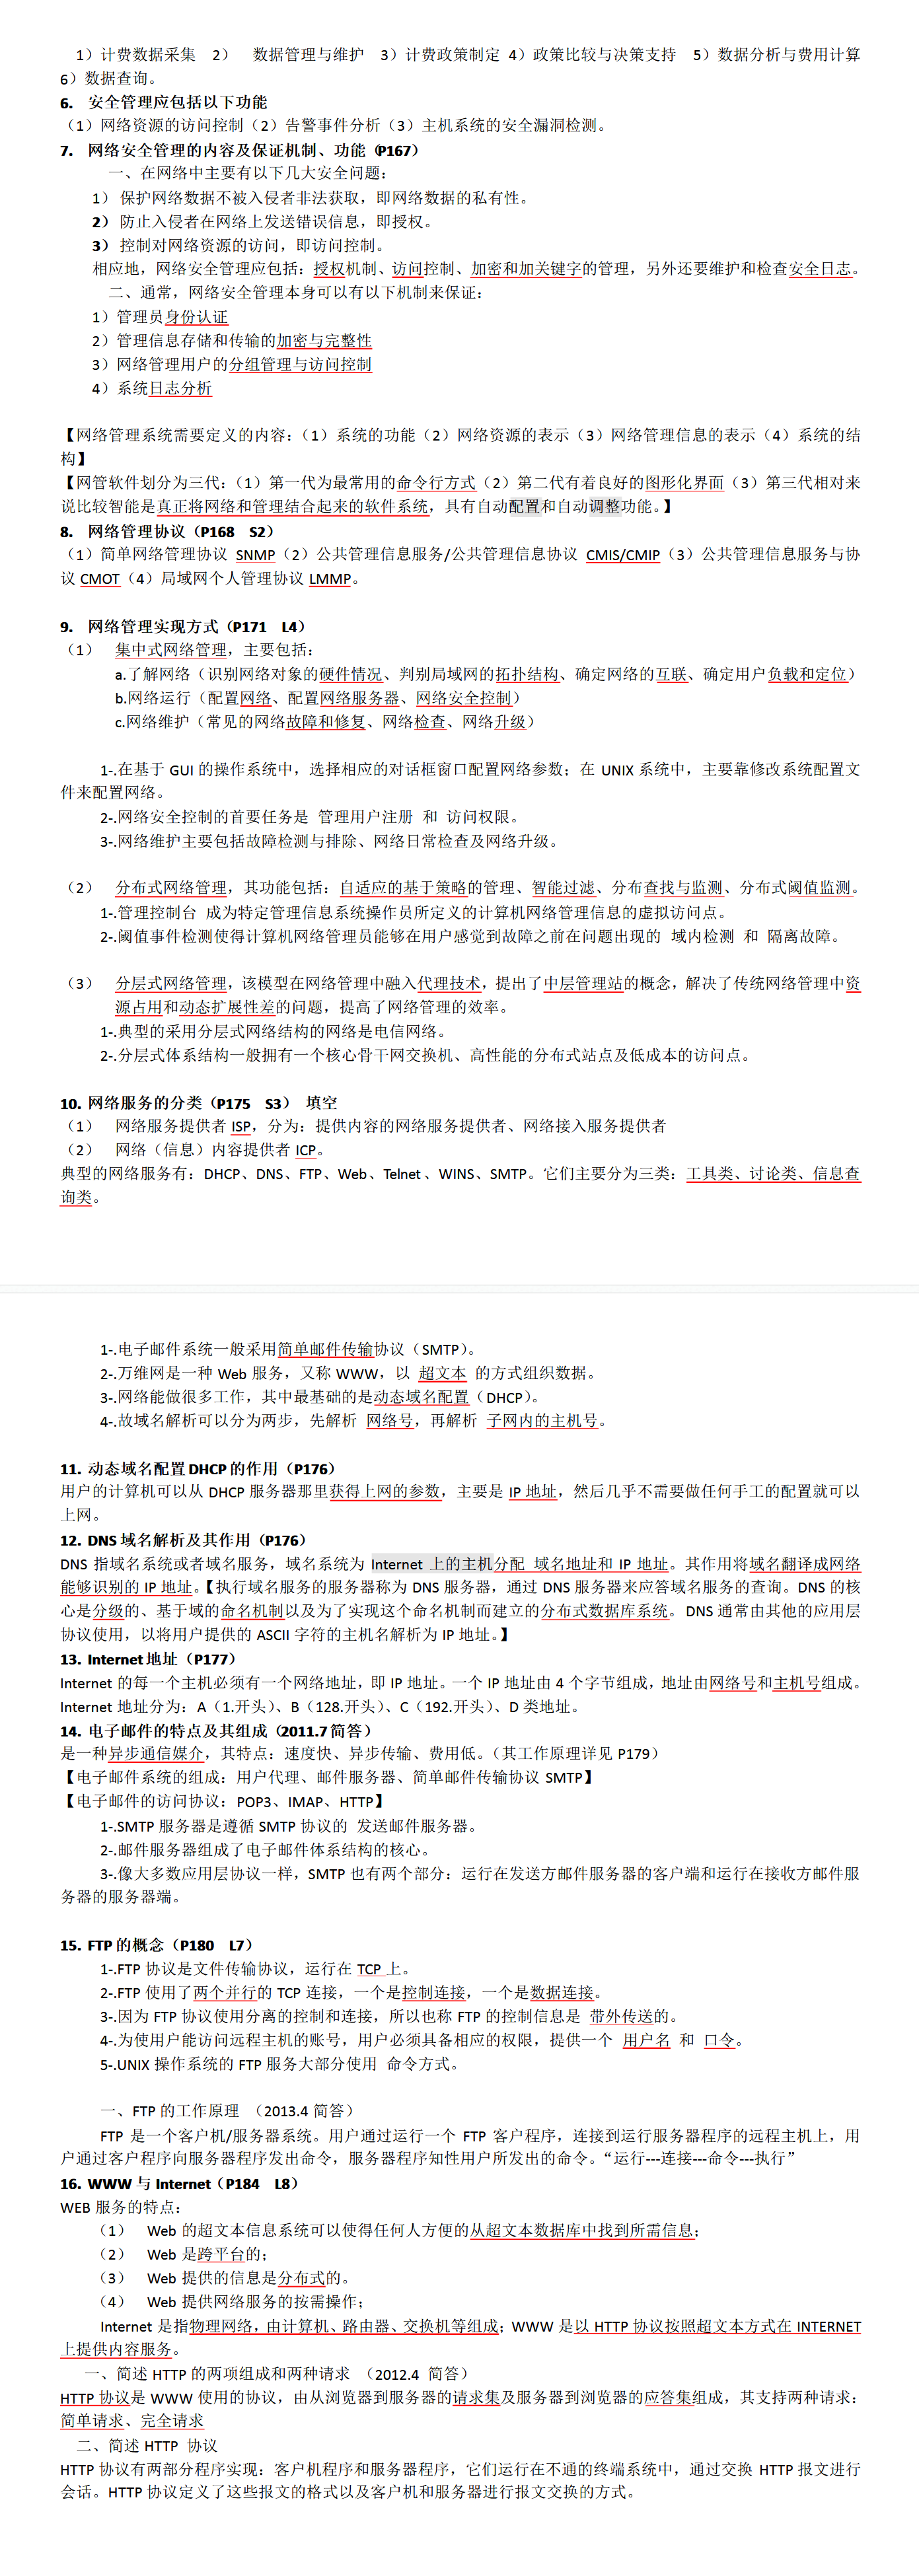 1）计费数据采集 2） 数据管理与维护 3）计费政策制定 4）政策比较与决策支持 5）数据分析与费用计算
6）数据查询。
6. 安全管理应包括以下功能
（1）网络资源的访问控制（2）告警事件分析（3）主机系统的安全漏洞检测。
7. 网络安全管理的内容及保证机制、功能（P167）
一、在网络中主要有以下几大安全问题：
1） 保护网络数据不被入侵者非法获取，即网络数据的私有性。
2） 防止入侵者在网络上发送错误信息，即授权。
3） 控制对网络资源的访问，即访问控制。
相应地，网络安全管理应包括：授权机制、访问控制、加密和加关键字的管理，另外还要维护和检查安全日志。
二、通常，网络安全管理本身可以有以下机制来保证：
1）管理员身份认证
2）管理信息存储和传输的加密与完整性
3）网络管理用户的分组管理与访问控制
4）系统日志分析
【网络管理系统需要定义的内容：（1）系统的功能（2）网络资源的表示（3）网络管理信息的表示（4）系统的结
构】
【网管软件划分为三代：（1）第一代为最常用的命令行方式（2）第二代有着良好的图形化界面（3）第三代相对来
说比较智能是真正将网络和管理结合起来的软件系统，具有自动配置和自动调整功能。】
8. 网络管理协议（P168 S2）
（1）简单网络管理协议 SNMP（2）公共管理信息服务/公共管理信息协议 CMIS/CMIP（3）公共管理信息服务与协
议 CMOT（4）局域网个人管理协议 LMMP。
9. 网络管理实现方式（P171 L4）
（1） 集中式网络管理，主要包括：
a.了解网络（识别网络对象的硬件情况、判别局域网的拓扑结构、确定网络的互联、确定用户负载和定位）
b.网络运行（配置网络、配置网络服务器、网络安全控制）
c.网络维护（常见的网络故障和修复、网络检查、网络升级）
1-.在基于 GUI 的操作系统中，选择相应的对话框窗口配置网络参数；在 UNIX 系统中，主要靠修改系统配置文
件来配置网络。
2-.网络安全控制的首要任务是 管理用户注册 和 访问权限。
3-.网络维护主要包括故障检测与排除、网络日常检查及网络升级。
（2） 分布式网络管理，其功能包括：自适应的基于策略的管理、智能过滤、分布查找与监测、分布式阈值监测。
1-.管理控制台 成为特定管理信息系统操作员所定义的计算机网络管理信息的虚拟访问点。
2-.阈值事件检测使得计算机网络管理员能够在用户感觉到故障之前在问题出现的 域内检测 和 隔离故障。
（3） 分层式网络管理，该模型在网络管理中融入代理技术，提出了中层管理站的概念，解决了传统网络管理中资
源占用和动态扩展性差的问题，提高了网络管理的效率。
1-.典型的采用分层式网络结构的网络是电信网络。
2-.分层式体系结构一般拥有一个核心骨干网交换机、高性能的分布式站点及低成本的访问点。
10. 网络服务的分类（P175 S3） 填空
（1） 网络服务提供者 ISP，分为：提供内容的网络服务提供者、网络接入服务提供者
（2） 网络（信息）内容提供者 ICP。
典型的网络服务有：DHCP、DNS、FTP、Web、Telnet、WINS、SMTP。它们主要分为三类：工具类、讨论类、信息查
询类。
1-.电子邮件系统一般采用简单邮件传输协议（SMTP）。
2-.万维网是一种 Web 服务，又称 WWW，以 超文本 的方式组织数据。
3-.网络能做很多工作，其中最基础的是动态域名配置（DHCP）。
4-.故域名解析可以分为两步，先解析 网络号，再解析 子网内的主机号。
11. 动态域名配置 DHCP 的作用（P176）
用户的计算机可以从 DHCP 服务器那里获得上网的参数，主要是 IP 地址，然后几乎不需要做任何手工的配置就可以
上网。
12. DNS 域名解析及其作用（P176）
DNS 指域名系统或者域名服务，域名系统为 Internet 上的主机分配 域名地址和 IP 地址。其作用将域名翻译成网络
能够识别的 IP 地址。【执行域名服务的服务器称为 DNS 服务器，通过 DNS 服务器来应答域名服务的查询。DNS 的核
心是分级的、基于域的命名机制以及为了实现这个命名机制而建立的分布式数据库系统。DNS 通常由其他的应用层
协议使用，以将用户提供的 ASCII 字符的主机名解析为 IP 地址。】
13. Internet 地址（P177）
Internet 的每一个主机必须有一个网络地址，即 IP 地址。一个 IP 地址由 4 个字节组成，地址由网络号和主机号组成。
Internet 地址分为：A（1.开头）、B（128.开头）、C（192.开头）、D 类地址。
14. 电子邮件的特点及其组成（2011.7 简答）
是一种异步通信媒介，其特点：速度快、异步传输、费用低。（其工作原理详见 P179）
【电子邮件系统的组成：用户代理、邮件服务器、简单邮件传输协议 SMTP】
【电子邮件的访问协议：POP3、IMAP、HTTP】
1-.SMTP 服务器是遵循 SMTP 协议的 发送邮件服务器。
2-.邮件服务器组成了电子邮件体系结构的核心。
3-.像大多数应用层协议一样，SMTP 也有两个部分：运行在发送方邮件服务器的客户端和运行在接收方邮件服
务器的服务器端。
15. FTP 的概念（P180 L7）
1-.FTP 协议是文件传输协议，运行在 TCP 上。
2-.FTP 使用了两个并行的 TCP 连接，一个是控制连接，一个是数据连接。
3-.因为 FTP 协议使用分离的控制和连接，所以也称 FTP 的控制信息是 带外传送的。
4-.为使用户能访问远程主机的账号，用户必须具备相应的权限，提供一个 用户名 和 口令。
5-.UNIX 操作系统的 FTP 服务大部分使用 命令方式。
一、FTP 的工作原理 （2013.4 简答）
FTP 是一个客户机/服务器系统。用户通过运行一个 FTP 客户程序，连接到运行服务器程序的远程主机上，用
户通过客户程序向服务器程序发出命令，服务器程序知性用户所发出的命令。“运行---连接---命令---执行”
16. WWW 与 Internet（P184 L8）
WEB 服务的特点：
（1） Web 的超文本信息系统可以使得任何人方便的从超文本数据库中找到所需信息；
（2） Web 是跨平台的；
（3） Web 提供的信息是分布式的。
（4） Web 提供网络服务的按需操作；
Internet 是指物理网络，由计算机、路由器、交换机等组成；WWW 是以 HTTP 协议按照超文本方式在 INTERNET
上提供内容服务。
一、简述 HTTP 的两项组成和两种请求 （2012.4 简答）
HTTP 协议是 WWW 使用的协议，由从浏览器到服务器的请求集及服务器到浏览器的应答集组成，其支持两种请求：
简单请求、完全请求
二、简述 HTTP 协议
HTTP 协议有两部分程序实现：客户机程序和服务器程序，它们运行在不通的终端系统中，通过交换 HTTP 报文进行
会话。HTTP 协议定义了这些报文的格式以及客户机和服务器进行报文交换的方式。